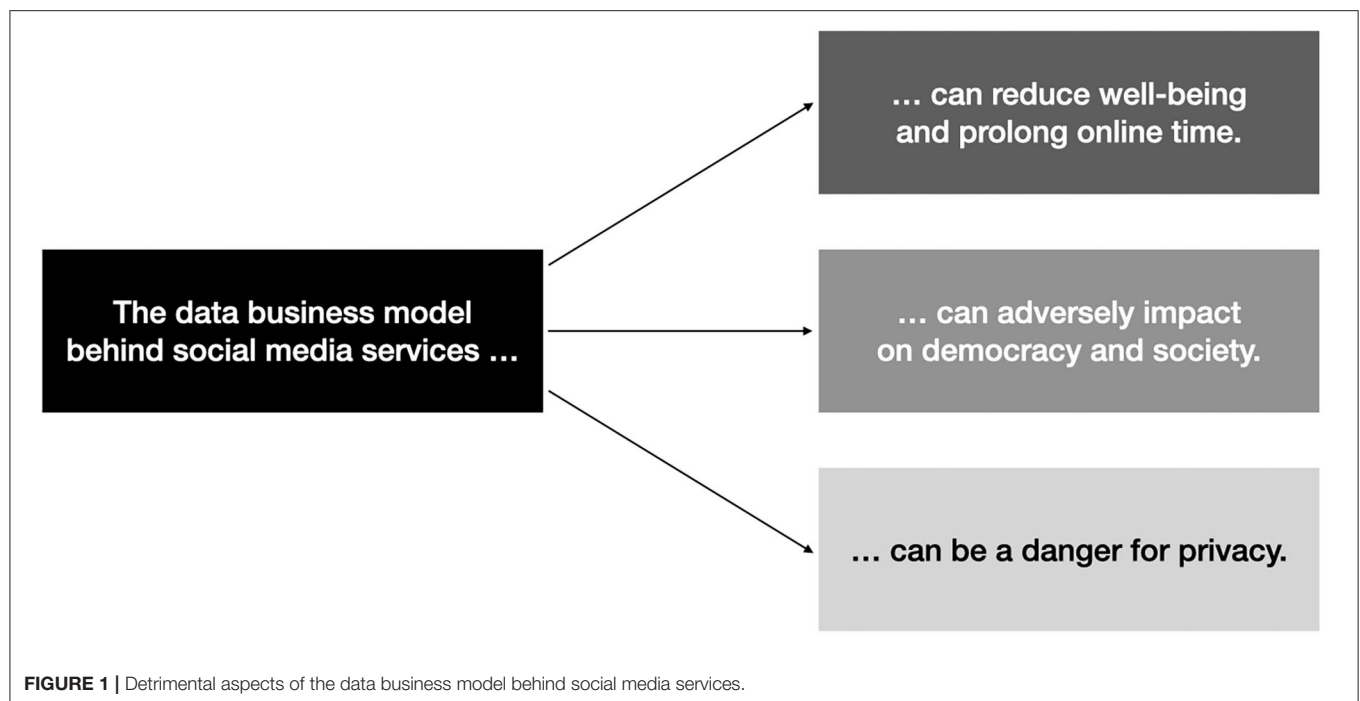 … can reduce well-being
and prolong online time.
The data business model
behind social media services …
… can adversely impact
on democracy and society.
… can be a danger for privacy.
FIGURE 1 | Detrimental aspects of the data business model behind social media services.